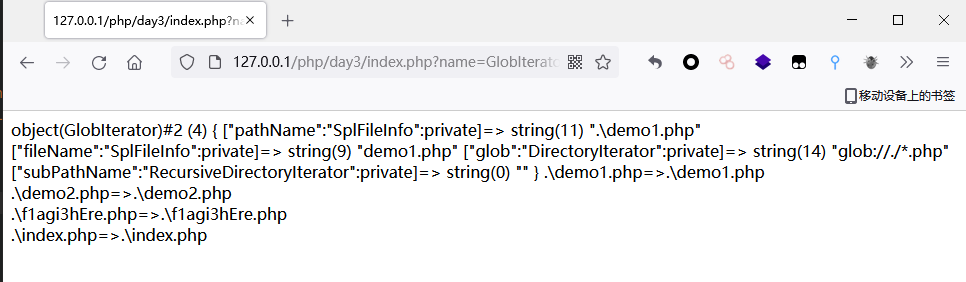 127.0.0.1/php/day3/index.php?n
127.0.0.1/php/day3/index.php?name=GlobIterato
移动设备上的书签
object(GlobIterator)#2 (4) { ["pathName":"SplFileInfo":private]=> string(11) ".\demo1.php"
["fileName":"SplFileInfo":private]=> string(9) "demo1.php" ["glob":"DirectoryIterator":private]=> string(14) "glob://./*.php"
["subPathName":"RecursiveDirectoryIterator":private]=> string(0) "" } .\demo1.php=>.\demo1.php
.\demo2.php=>.\demo2.php
.\f1agi3hEre.php=>.\f1agi3hEre.php
.\index.php=>.\index.php